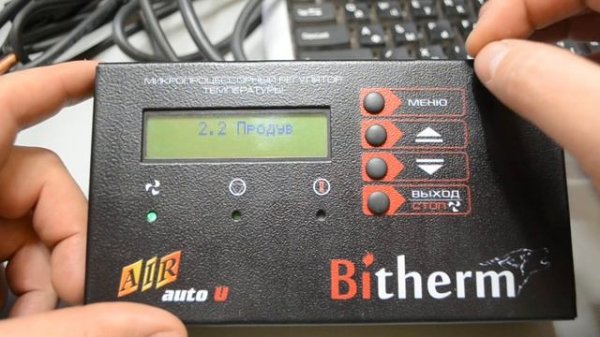 МИКРОПРОЦЕССОРНЫЙ РЕГУЛЯТОР
ТЕМПЕРАТУРЫ
2.2 Продув
МЕНЮ
ВЫХОД
СТОП
AIR
auto U
Bitherm